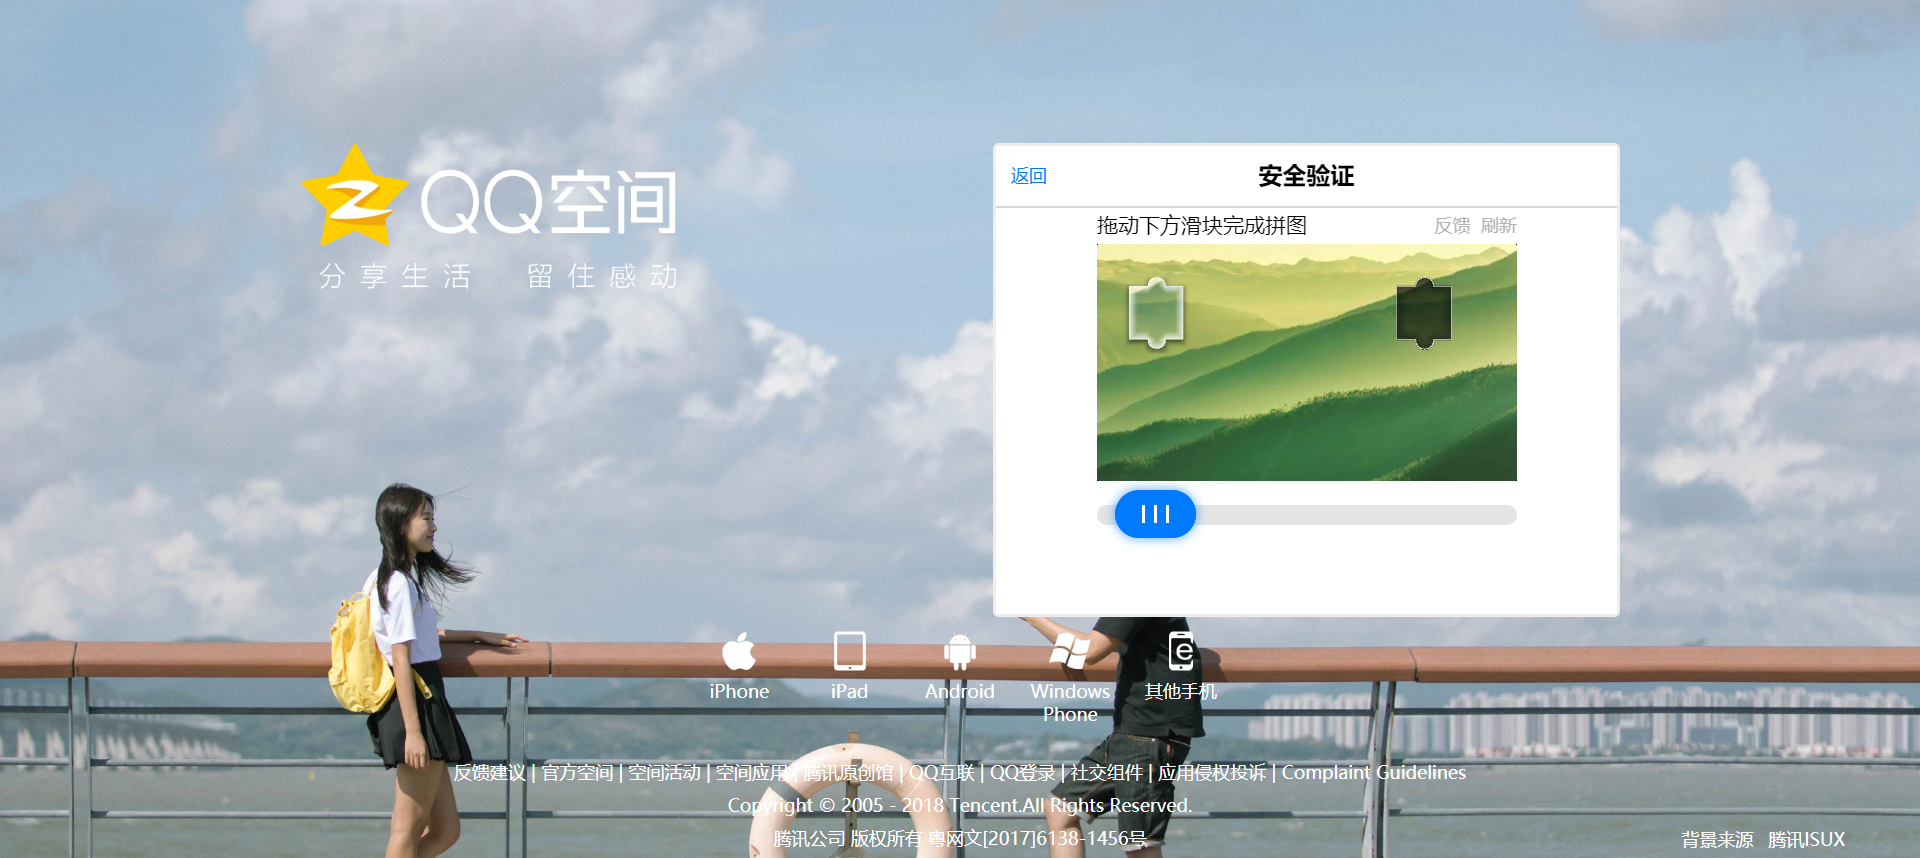 QQ空间
分享生活 留住感动
返回
安全验证
拖动下方滑块完成拼图
反馈 刷新
iPhone
iPad
Android
Windows Phone
其他手机
反馈建议 | 官方空间 | 空间活动 | 空间应用 | 腾讯原创馆 | QQ互联 | QQ登录 | 社交组件 | 应用侵权投诉 | Complaint Guidelines
Copyright © 2005 - 2018 Tencent.All Rights Reserved.
腾讯公司 版权所有 粤网文[2017]6138-1456号
背景来源 腾讯ISUX